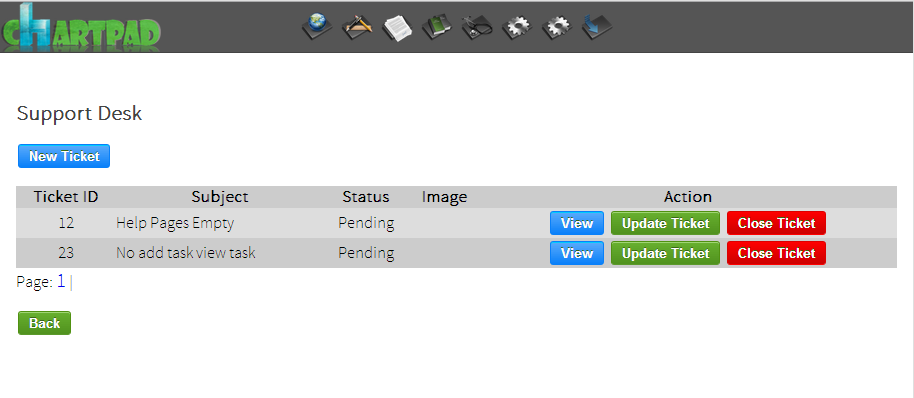 CHARTPAD
Support Desk
New Ticket
Ticket ID Subject Status Image Action
12 Help Pages Empty Pending View Update Ticket Close Ticket
23 No add task view task Pending View Update Ticket Close Ticket
Page: 1 |
Back